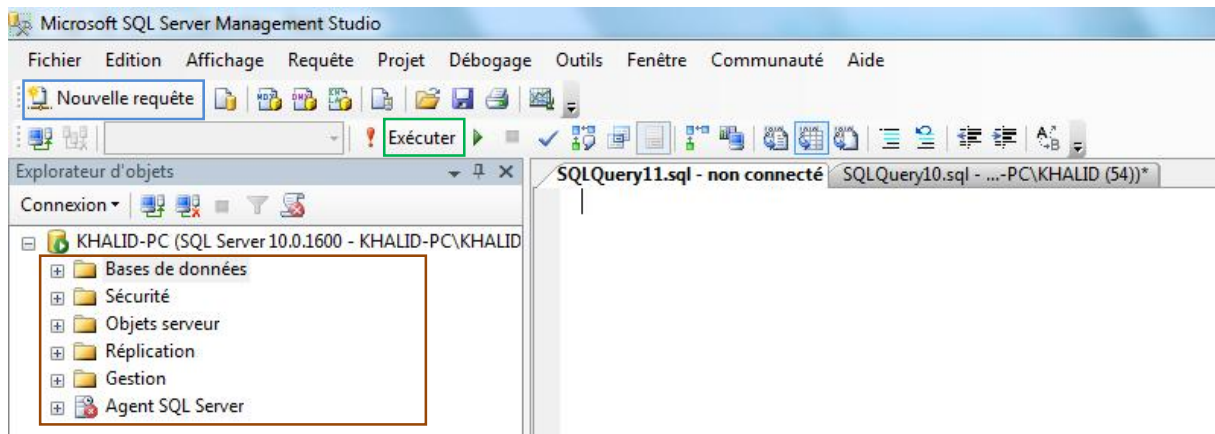 Microsoft SQL Server Management Studio
Fichier Edition Affichage Requête Projet Débogage Outils Fenêtre Communauté Aide
Nouvelle requête
Exécuter
Explorateur d'objets
SQLQuery11.sql - non connecté SQLQuery10.sql - ...-PC\KHALID (54))*
Connexion
KHALID-PC (SQL Server 10.0.1600 - KHALID-PC\KHALID
Bases de données
Sécurité
Objets serveur
Réplication
Gestion
Agent SQL Server